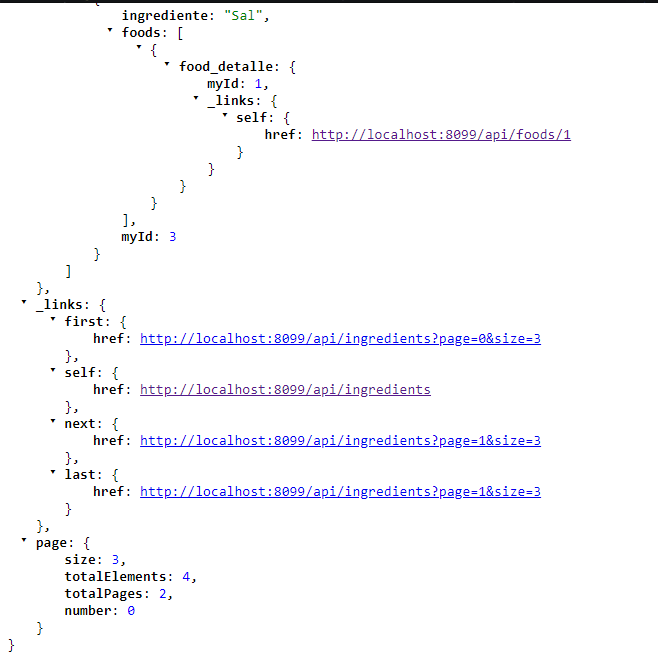 {
ingrediente: "Sal",
foods: [
{
food_detalle: {
myId: 1,
_links: {
self: {
href: http://localhost:8099/api/foods/1
}
}
}
}
],
myId: 3
}
]
},
_links: {
first: {
href: http://localhost:8099/api/ingredients?page=0&size=3
},
self: {
href: http://localhost:8099/api/ingredients
},
next: {
href: http://localhost:8099/api/ingredients?page=1&size=3
},
last: {
href: http://localhost:8099/api/ingredients?page=1&size=3
}
},
page: {
size: 3,
totalElements: 4,
totalPages: 2,
number: 0
}
}